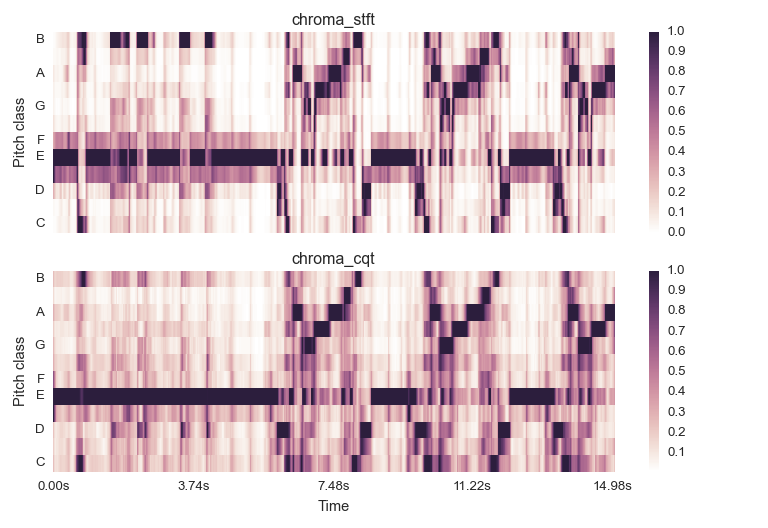 chroma_stft
B
A
G
F
E
D
C
Pitch class
1.0
0.9
0.8
0.7
0.6
0.5
0.4
0.3
0.2
0.1
0.0
chroma_cqt
B
A
G
F
E
D
C
Pitch class
1.0
0.9
0.8
0.7
0.6
0.5
0.4
0.3
0.2
0.1
0.00s 3.74s 7.48s 11.22s 14.98s
Time